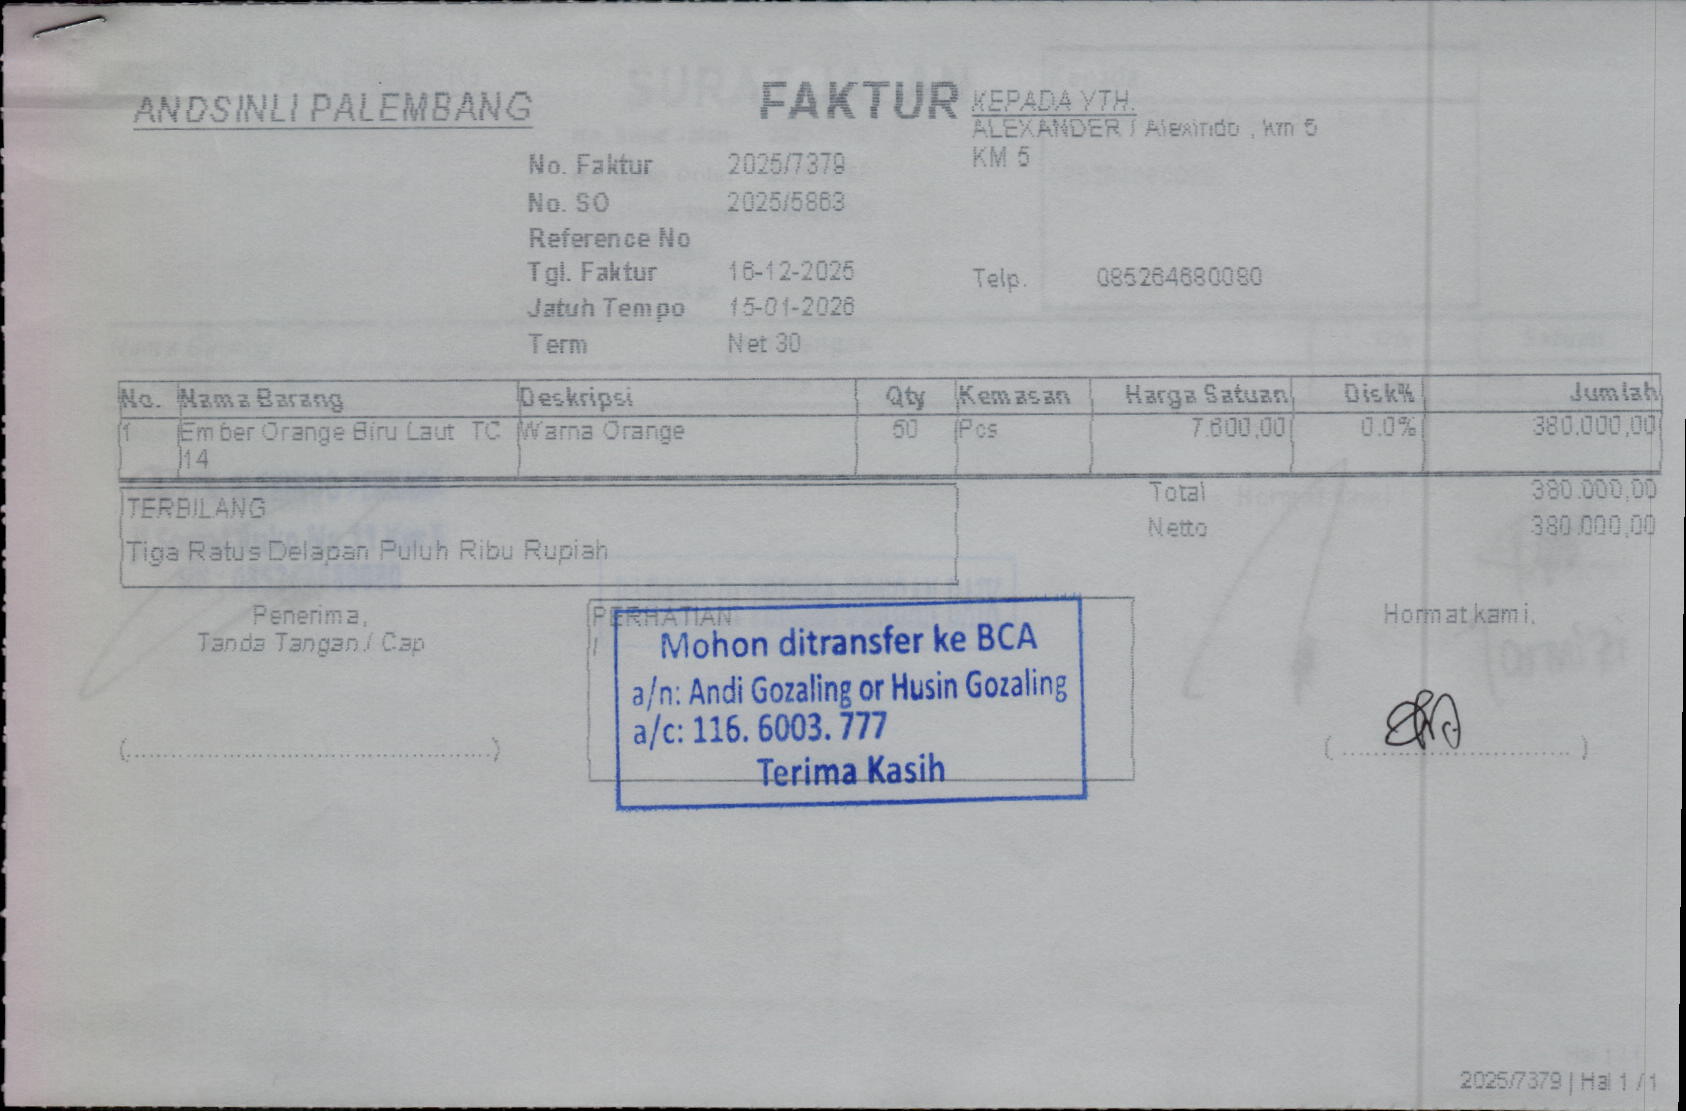 ANDSINLI PALEMBANG
FAKTUR
KEPADA YTH.
ALEXANDER / Alexindo , km 5
KM 5
No. Faktur 2025/7379
No. SO 2025/5863
Reference No
Tgl. Faktur 16-12-2025
Jatuh Tempo 15-01-2026
Term Net 30
Telp. 085264680080
No. Nama Barang Deskripsi Qty Kemasan Harga Satuan Disk% Jumlah
1 Ember Orange Biru Laut TC Warna Orange 50 Pcs 7.600,00 0.0% 380.000,00
14
Total 380.000,00
Netto 380.000,00
TERBILANG
Tiga Ratus Delapan Puluh Ribu Rupiah
Penerima,
Tanda Tangan / Cap
PERHATIAN
Mohon ditransfer ke BCA
a/n: Andi Gozaling or Husin Gozaling
a/c: 116. 6003. 777
Terima Kasih
Hormat kami,
2025/7379 | Hal 1 / 1